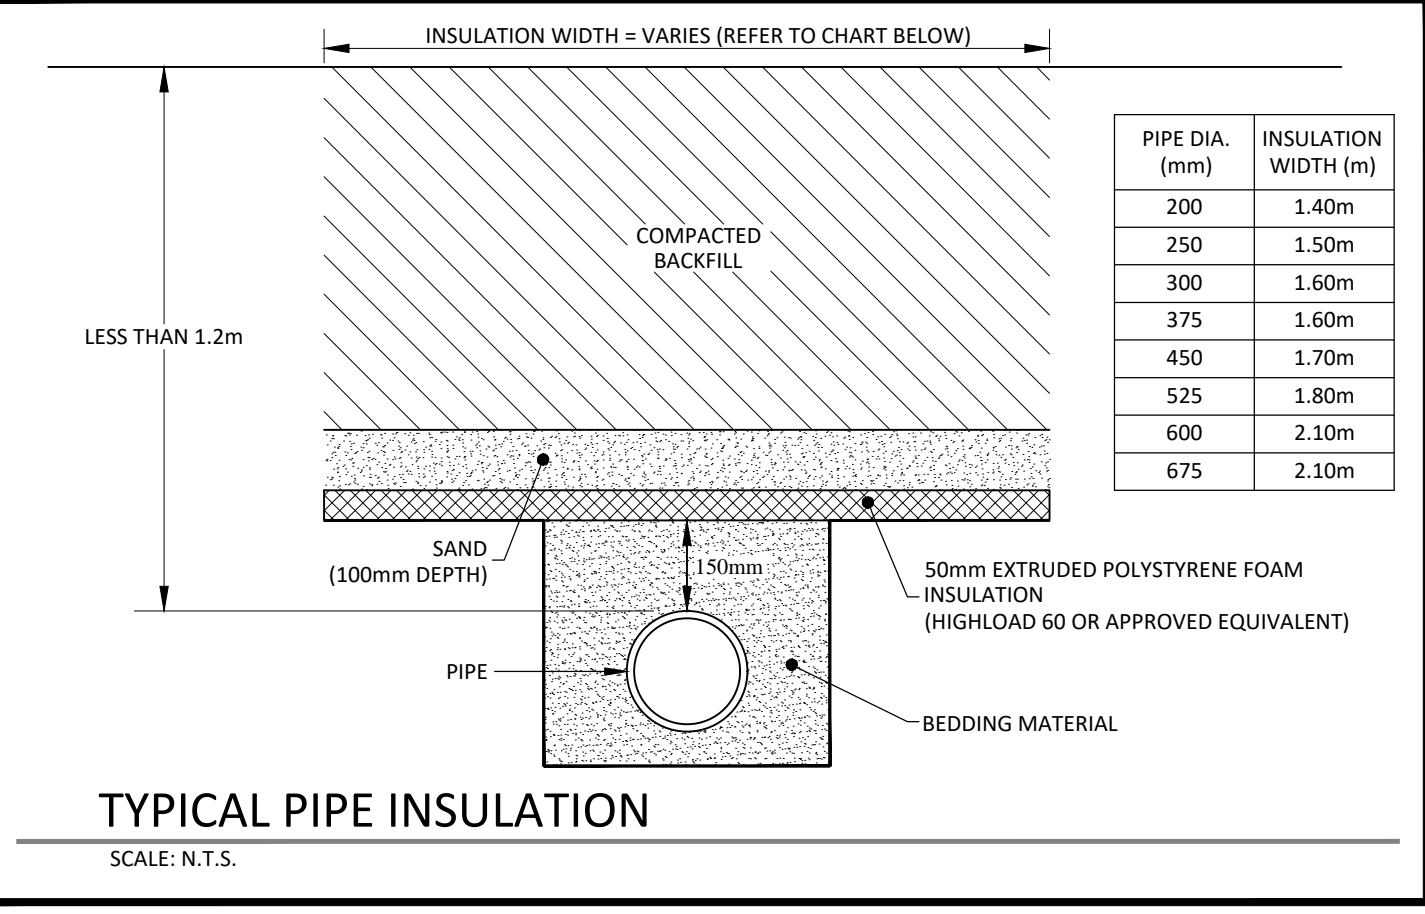 INSULATION WIDTH = VARIES (REFER TO CHART BELOW)
PIPE DIA. (mm) INSULATION WIDTH (m)
200 1.40m
250 1.50m
300 1.60m
375 1.60m
450 1.70m
525 1.80m
600 2.10m
675 2.10m
COMPACTED
BACKFILL
LESS THAN 1.2m
SAND
(100mm DEPTH)
150mm
50mm EXTRUDED POLYSTYRENE FOAM
INSULATION
(HIGHLOAD 60 OR APPROVED EQUIVALENT)
PIPE
BEDDING MATERIAL
TYPICAL PIPE INSULATION
SCALE: N.T.S.